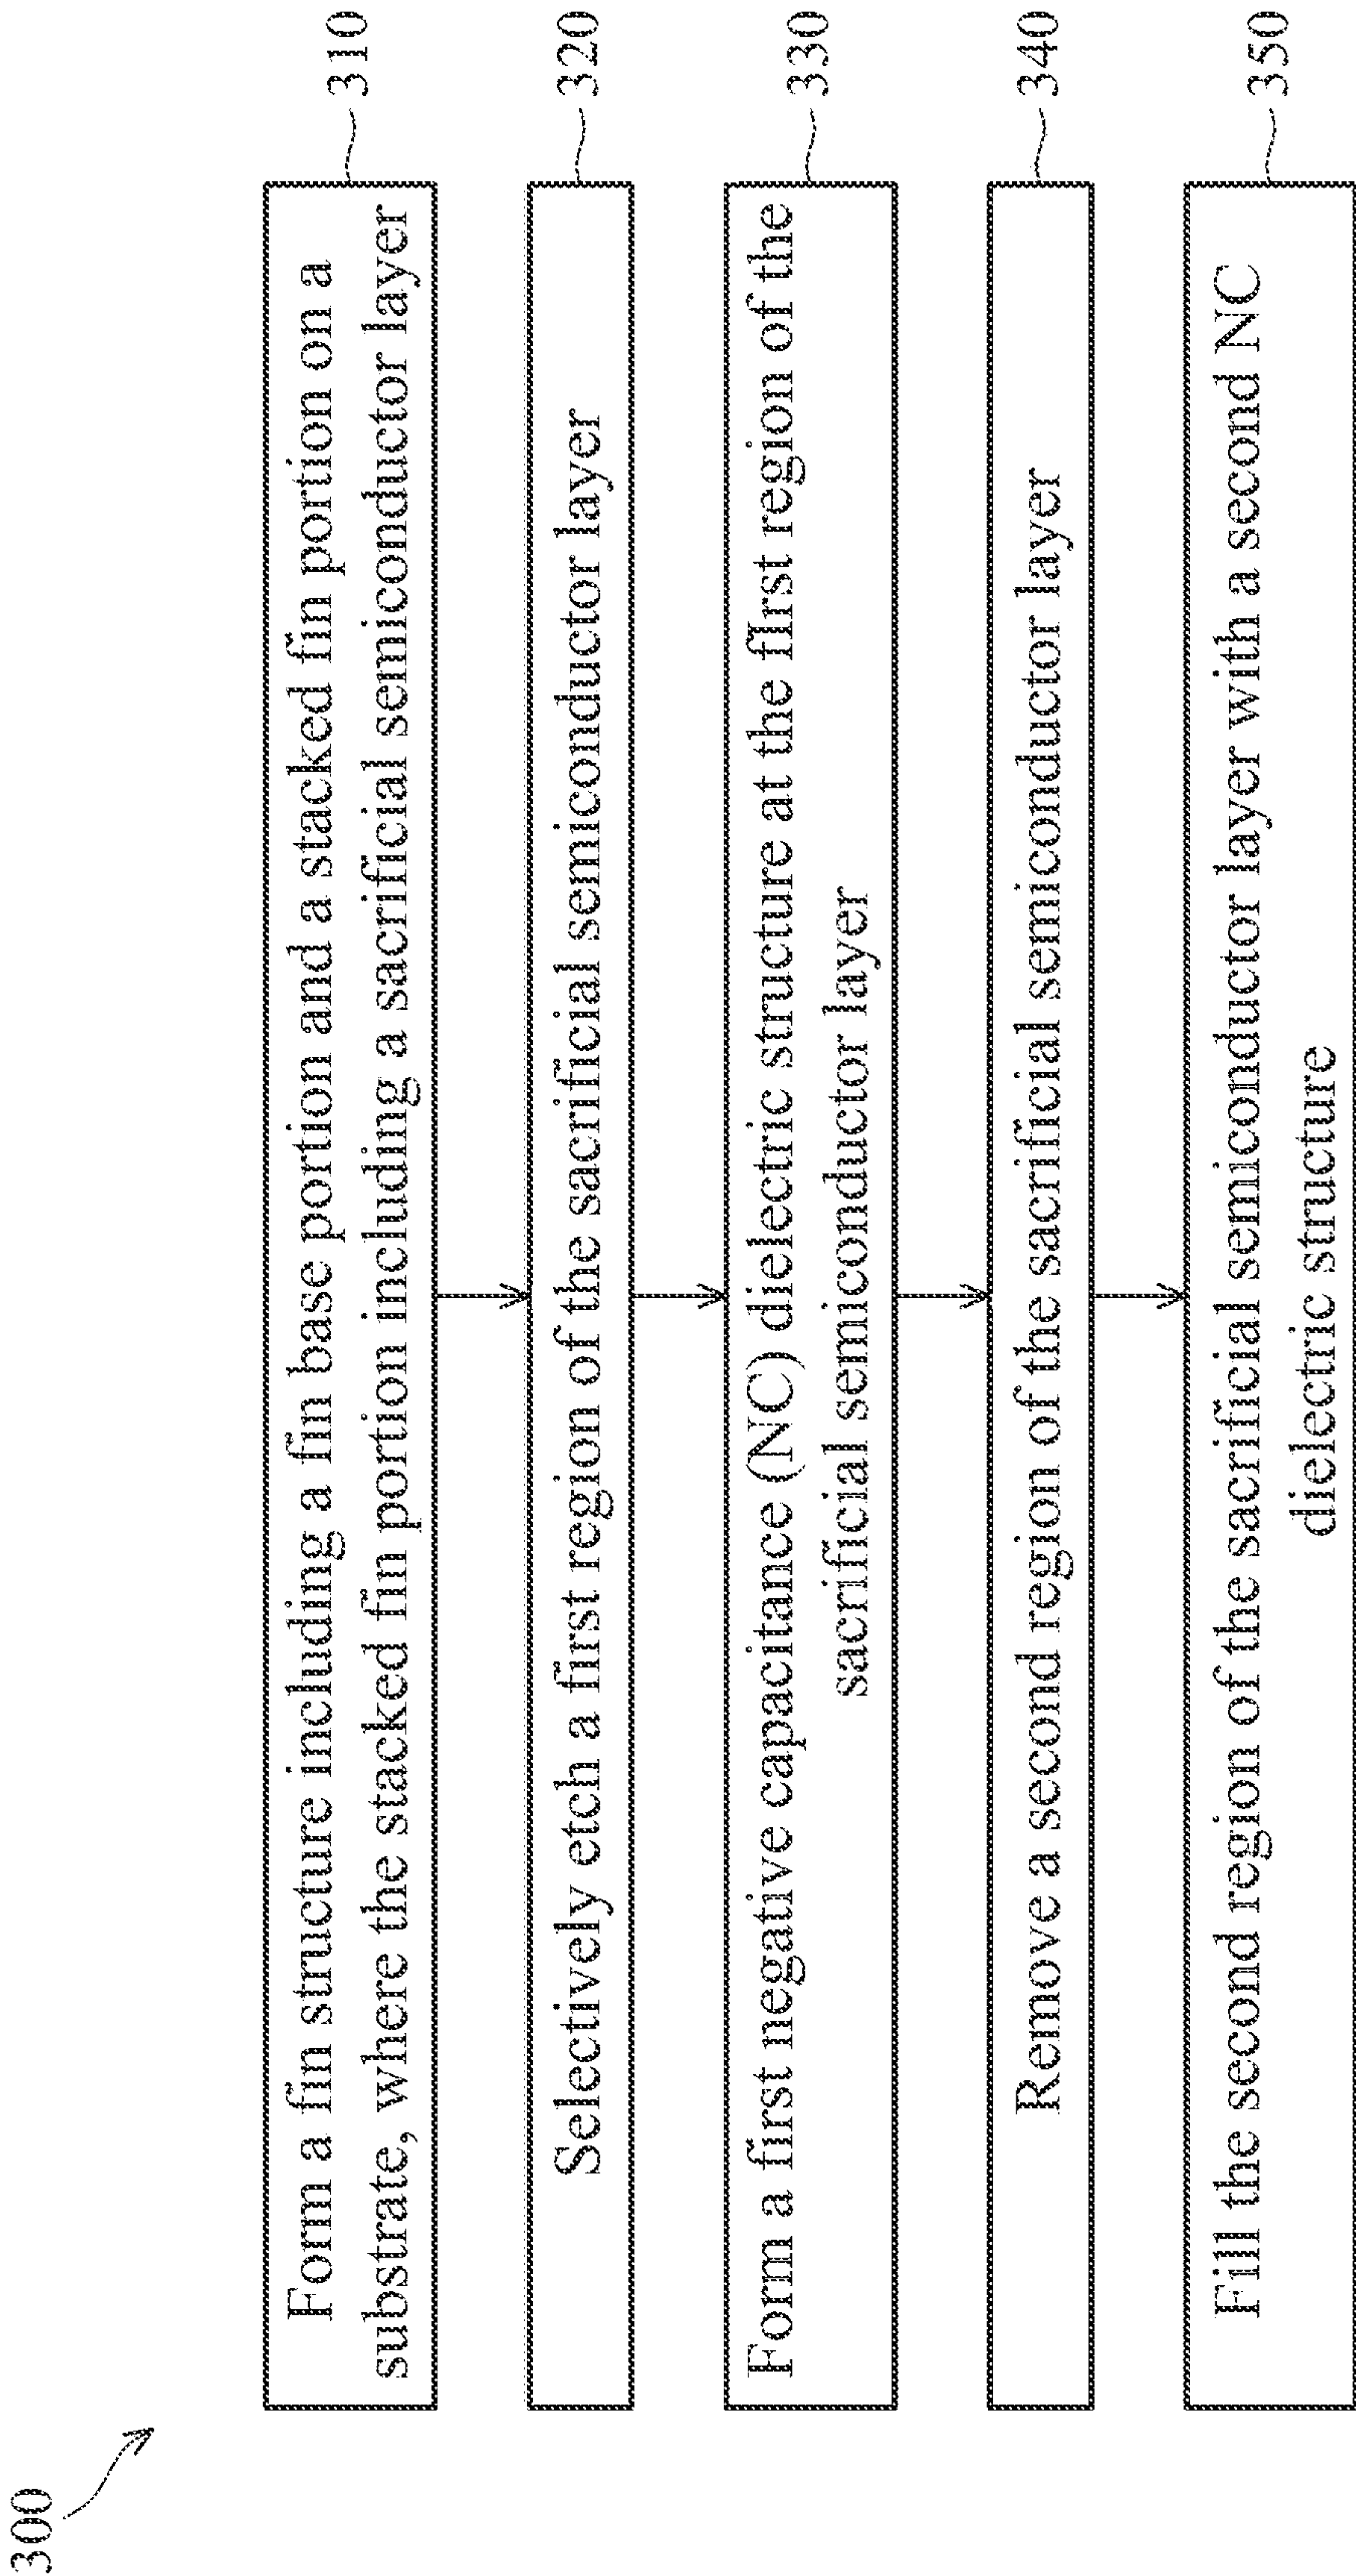 300
Form a fin structure including a fin base portion and a stacked fin portion on a
substrate, where the stacked fin portion including a sacrificial semiconductor layer
310
Selectively etch a first region of the sacrificial semiconductor layer
320
Form a first negative capacitance (NC) dielectric structure at the first region of the
sacrificial semiconductor layer
330
Remove a second region of the sacrificial semiconductor layer
340
Fill the second region of the sacrificial semiconductor layer with a second NC
dielectric structure
350